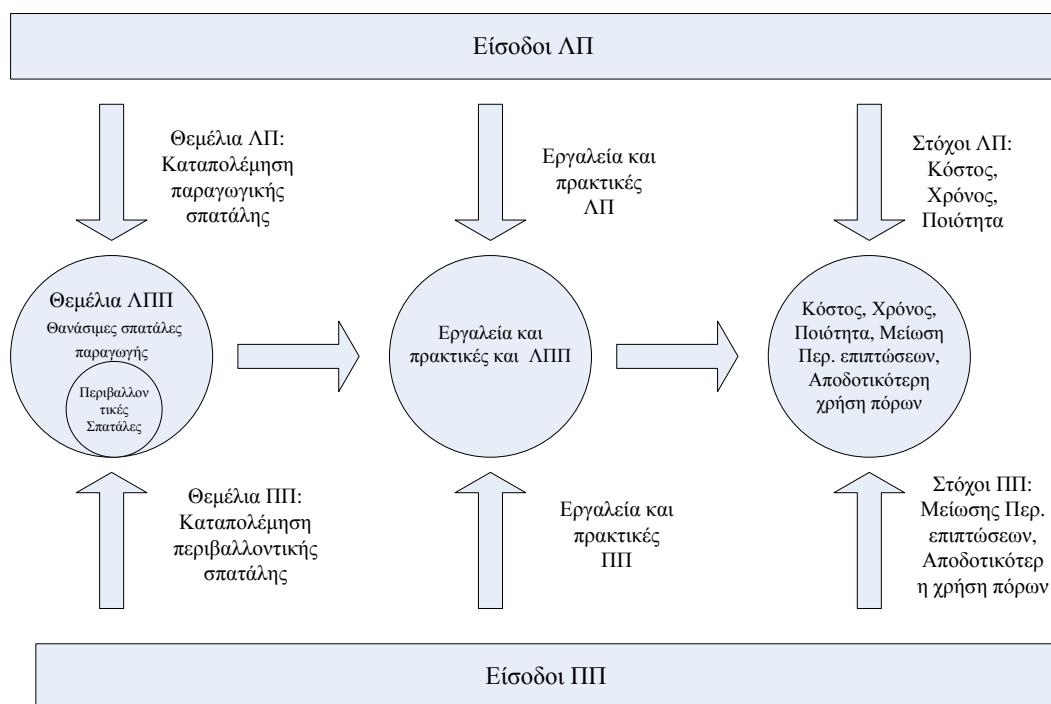 Είσοδοι ΛΠ
Θεμέλια ΛΠ:
Καταπολέμηση
παραγωγικής
σπατάλης
Εργαλεία και
πρακτικές
ΛΠ
Στόχοι ΛΠ:
Κόστος,
Χρόνος,
Ποιότητα
Θεμέλια ΛΠΠ
Θανάσιμες σπατάλες
παραγωγής
Περιβαλλον
τικές
Σπατάλες
Εργαλεία και
πρακτικές και ΛΠΠ
Κόστος, Χρόνος,
Ποιότητα, Μείωση
Περ. επιπτώσεων,
Αποδοτικότερη
χρήση πόρων
Θεμέλια ΠΠ:
Καταπολέμηση
περιβαλλοντικής
σπατάλης
Εργαλεία και
πρακτικές
ΠΠ
Στόχοι ΠΠ:
Μείωσης Περ.
επιπτώσεων,
Αποδοτικότερ
η χρήση πόρων
Είσοδοι ΠΠ